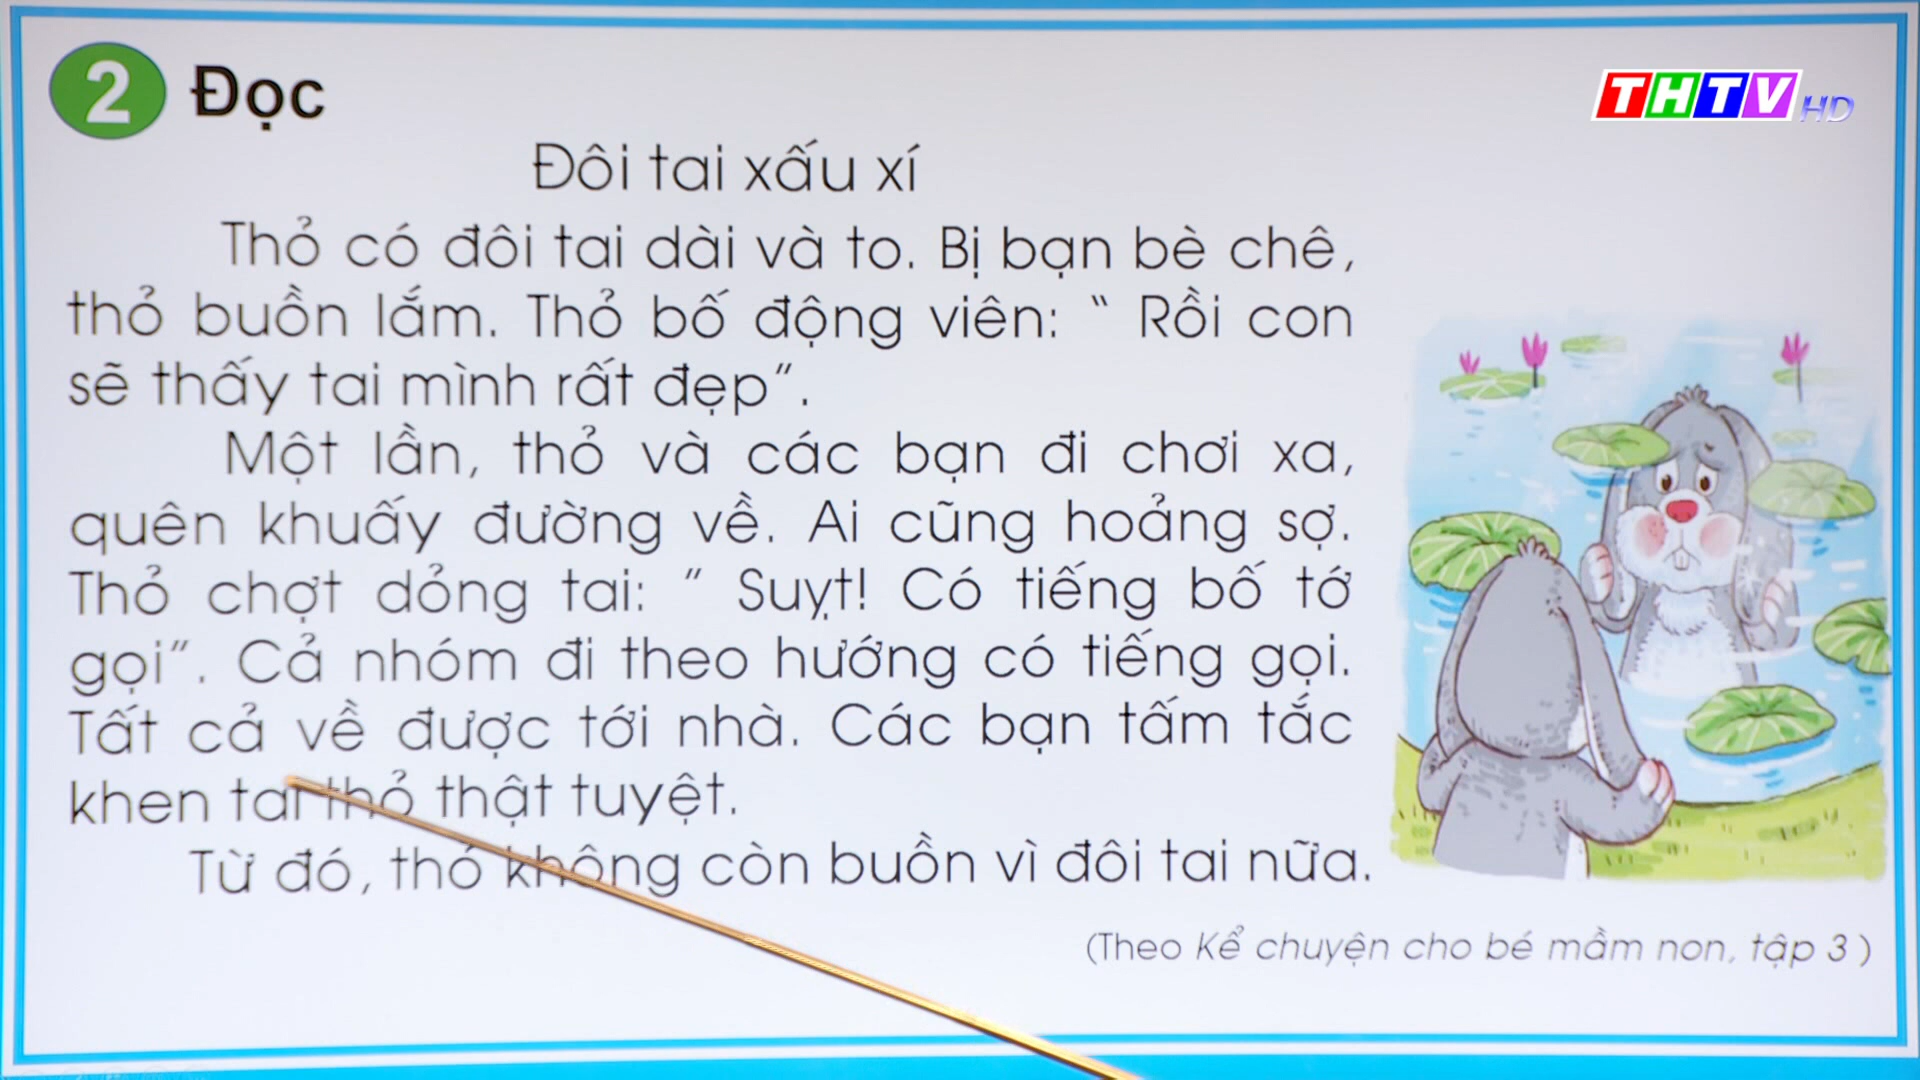 2 Đọc
THTV HD
Đôi tai xấu xí
Thỏ có đôi tai dài và to. Bị bạn bè chê,
thỏ buồn lắm. Thỏ bố động viên: “ Rồi con
sẽ thấy tai mình rất đẹp”.
Một lần, thỏ và các bạn đi chơi xa,
quên khuấy đường về. Ai cũng hoảng sợ.
Thỏ chợt dỏng tai: ” Suỵt! Có tiếng bố tớ
gọi”. Cả nhóm đi theo hướng có tiếng gọi.
Tất cả về được tới nhà. Các bạn tấm tắc
khen tai thỏ thật tuyệt.
Từ đó, thỏ không còn buồn vì đôi tai nữa.
(Theo Kể chuyện cho bé mầm non, tập 3 )